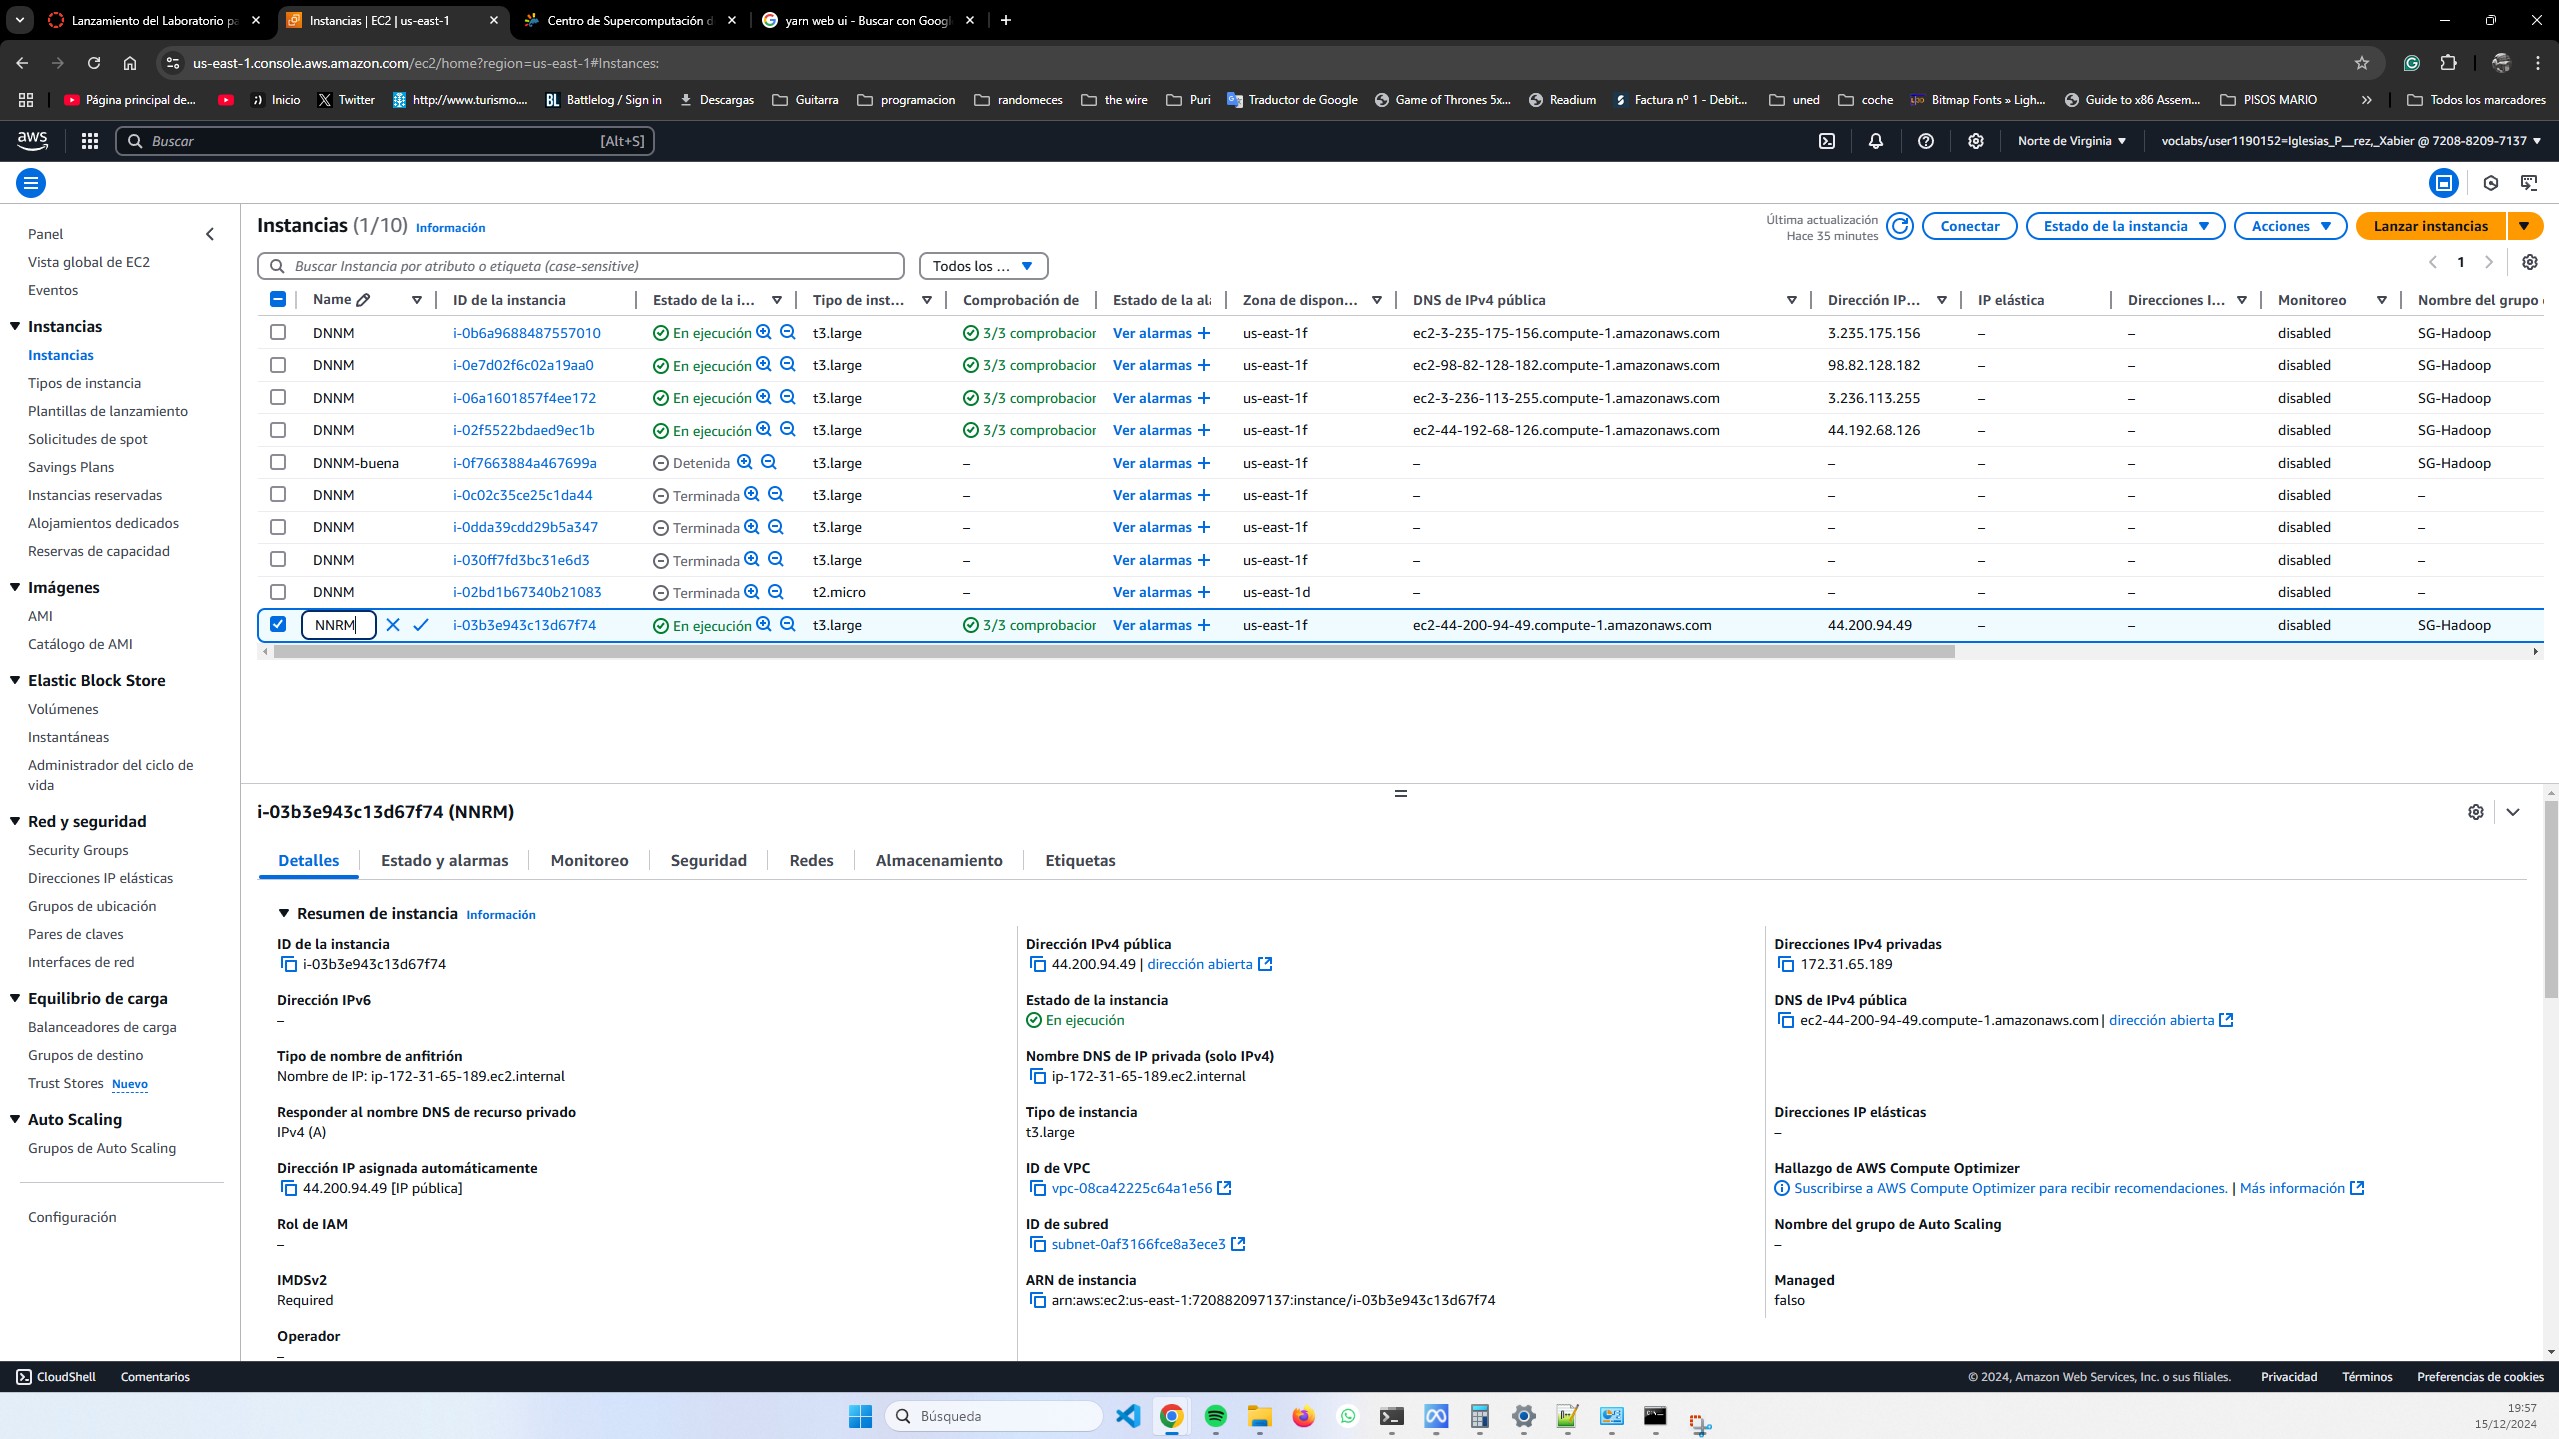 Lanzamiento del Laboratorio pa
Instancias | EC2 | us-east-1
Centro de Supercomputación d
yarn web ui - Buscar con Googl
us-east-1.console.aws.amazon.com/ec2/home?region=us-east-1#Instances:
Página principal de...
Inicio
Twitter
http://www.turismo....
BL Battlelog / Sign in
Descargas
Guitarra
programacion
randomeces
the wire
Puri
Traductor de Google
Game of Thrones 5x...
Readium
Factura nº 1 - Debit...
uned
coche
Bitmap Fonts » Ligh...
Guide to x86 Assem...
PISOS MARIO
Todos los marcadores
aws
Buscar [Alt+S]
Norte de Virginia
voclabs/user1190152=Iglesias_P__rez,_Xabier @ 7208-8209-7137
Panel
Vista global de EC2
Eventos
Instancias
Instancias
Tipos de instancia
Plantillas de lanzamiento
Solicitudes de spot
Savings Plans
Instancias reservadas
Alojamientos dedicados
Reservas de capacidad
Imágenes
AMI
Catálogo de AMI
Elastic Block Store
Volúmenes
Instantáneas
Administrador del ciclo de
vida
Red y seguridad
Security Groups
Direcciones IP elásticas
Grupos de ubicación
Pares de claves
Interfaces de red
Equilibrio de carga
Balanceadores de carga
Grupos de destino
Trust Stores Nuevo
Auto Scaling
Grupos de Auto Scaling
Configuración
Instancias (1/10) Información
Última actualización
Hace 35 minutes
Conectar
Estado de la instancia
Acciones
Lanzar instancias
Buscar Instancia por atributo o etiqueta (case-sensitive)
Todos los ...
1
Name ID de la instancia Estado de la i... Tipo de inst... Comprobación de Estado de la al Zona de dispon... DNS de IPv4 pública Dirección IP... IP elástica Direcciones I... Monitoreo Nombre del grupo
DNNM i-0b6a9688487557010 En ejecución t3.large 3/3 comprobacior Ver alarmas + us-east-1f ec2-3-235-175-156.compute-1.amazonaws.com 3.235.175.156 – – disabled SG-Hadoop
DNNM i-0e7d02f6c02a19aa0 En ejecución t3.large 3/3 comprobacior Ver alarmas + us-east-1f ec2-98-82-128-182.compute-1.amazonaws.com 98.82.128.182 – – disabled SG-Hadoop
DNNM i-06a1601857f4ee172 En ejecución t3.large 3/3 comprobacior Ver alarmas + us-east-1f ec2-3-236-113-255.compute-1.amazonaws.com 3.236.113.255 – – disabled SG-Hadoop
DNNM i-02f5522bdaed9ec1b En ejecución t3.large 3/3 comprobacior Ver alarmas + us-east-1f ec2-44-192-68-126.compute-1.amazonaws.com 44.192.68.126 – – disabled SG-Hadoop
DNNM-buena i-0f7663884a467699a Detenida t3.large – Ver alarmas + us-east-1f – – – – disabled SG-Hadoop
DNNM i-0c02c35ce25c1da44 Terminada t3.large – Ver alarmas + us-east-1f – – – – disabled –
DNNM i-0dda39cdd29b5a347 Terminada t3.large – Ver alarmas + us-east-1f – – – – disabled –
DNNM i-030ff7fd3bc31e6d3 Terminada t3.large – Ver alarmas + us-east-1f – – – – disabled –
DNNM i-02bd1b67340b21083 Terminada t2.micro – Ver alarmas + us-east-1d – – – – disabled –
NNRM i-03b3e943c13d67f74 En ejecución t3.large 3/3 comprobacior Ver alarmas + us-east-1f ec2-44-200-94-49.compute-1.amazonaws.com 44.200.94.49 – – disabled SG-Hadoop
i-03b3e943c13d67f74 (NNRM)
Detalles Estado y alarmas Monitoreo Seguridad Redes Almacenamiento Etiquetas
Resumen de instancia Información
ID de la instancia
i-03b3e943c13d67f74
Dirección IPv4 pública
44.200.94.49 | dirección abierta
Direcciones IPv4 privadas
172.31.65.189
Dirección IPv6
–
Estado de la instancia
En ejecución
DNS de IPv4 pública
ec2-44-200-94-49.compute-1.amazonaws.com | dirección abierta
Tipo de nombre de anfitrión
Nombre de IP: ip-172-31-65-189.ec2.internal
Nombre DNS de IP privada (solo IPv4)
ip-172-31-65-189.ec2.internal
Responder al nombre DNS de recurso privado
IPv4 (A)
Tipo de instancia
t3.large
Direcciones IP elásticas
–
Dirección IP asignada automáticamente
44.200.94.49 [IP pública]
ID de VPC
vpc-08ca42225c64a1e56
Hallazgo de AWS Compute Optimizer
Suscribirse a AWS Compute Optimizer para recibir recomendaciones. | Más información
Rol de IAM
–
ID de subred
subnet-0af3166fce8a3ece3
Nombre del grupo de Auto Scaling
–
IMDSv2
Required
ARN de instancia
arn:aws:ec2:us-east-1:720882097137:instance/i-03b3e943c13d67f74
Managed
falso
Operador
–
CloudShell Comentarios
© 2024, Amazon Web Services, Inc. o sus filiales. Privacidad Términos Preferencias de cookies
Búsqueda
19:57
15/12/2024